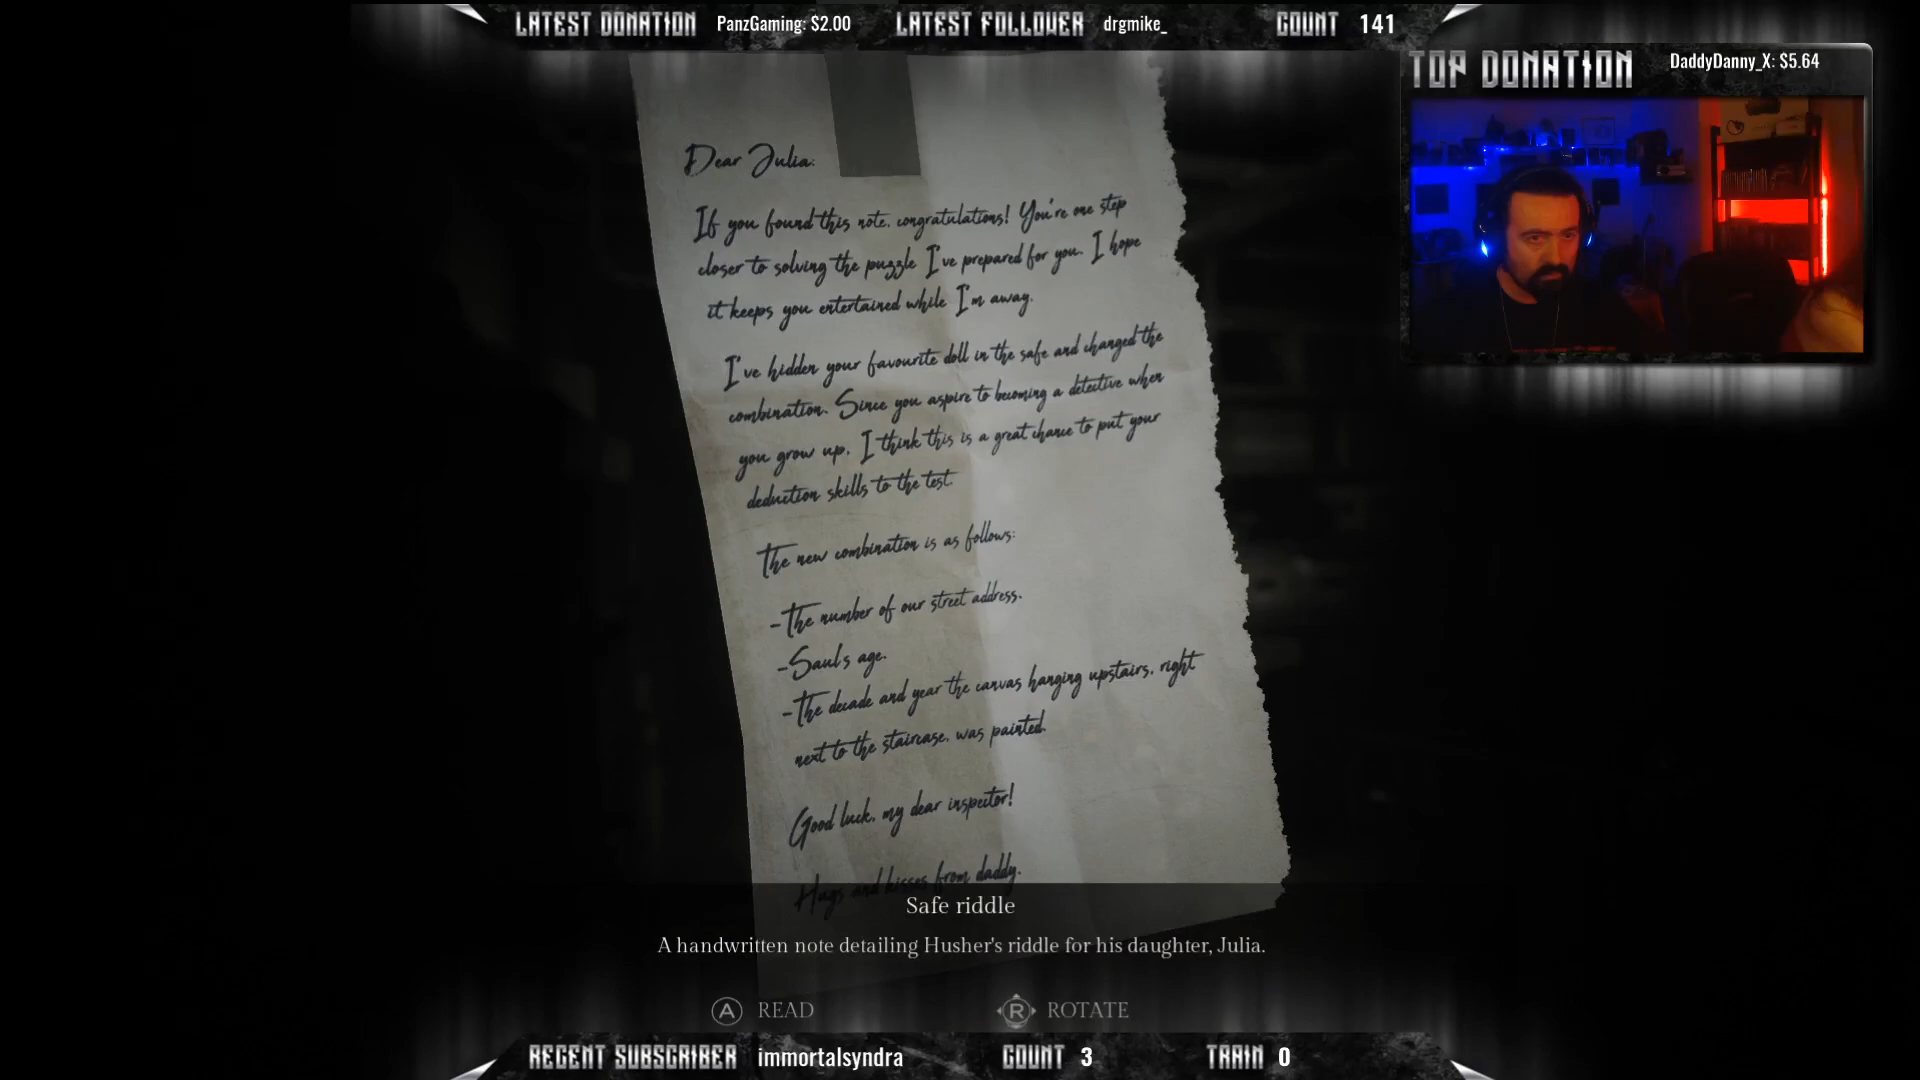 LATEST DONATION PanzGaming: $2.00 LATEST FOLLOWER drgmike_ COUNT 141
TOP DONATION DaddyDanny_X: $5.64
Dear Julia:
If you found this note, congratulations! You're one step
closer to solving the puzzle I've prepared for you. I hope
it keeps you entertained while I'm away.
I've hidden your favourite doll in the safe and changed the
combination. Since you aspire to becoming a detective when
you grow up, I think this is a great chance to put your
deduction skills to the test.
The new combination is as follows:
-The number of our street address.
-Saul's age.
-The decade and year the canvas hanging upstairs, right
next to the staircase, was painted.
Good luck, my dear inspector!
Hugs and kisses from daddy.
Safe riddle
A handwritten note detailing Husher's riddle for his daughter, Julia.
A READ R ROTATE
RECENT SUBSCRIBER immortalsyndra COUNT 3 TRAIN 0